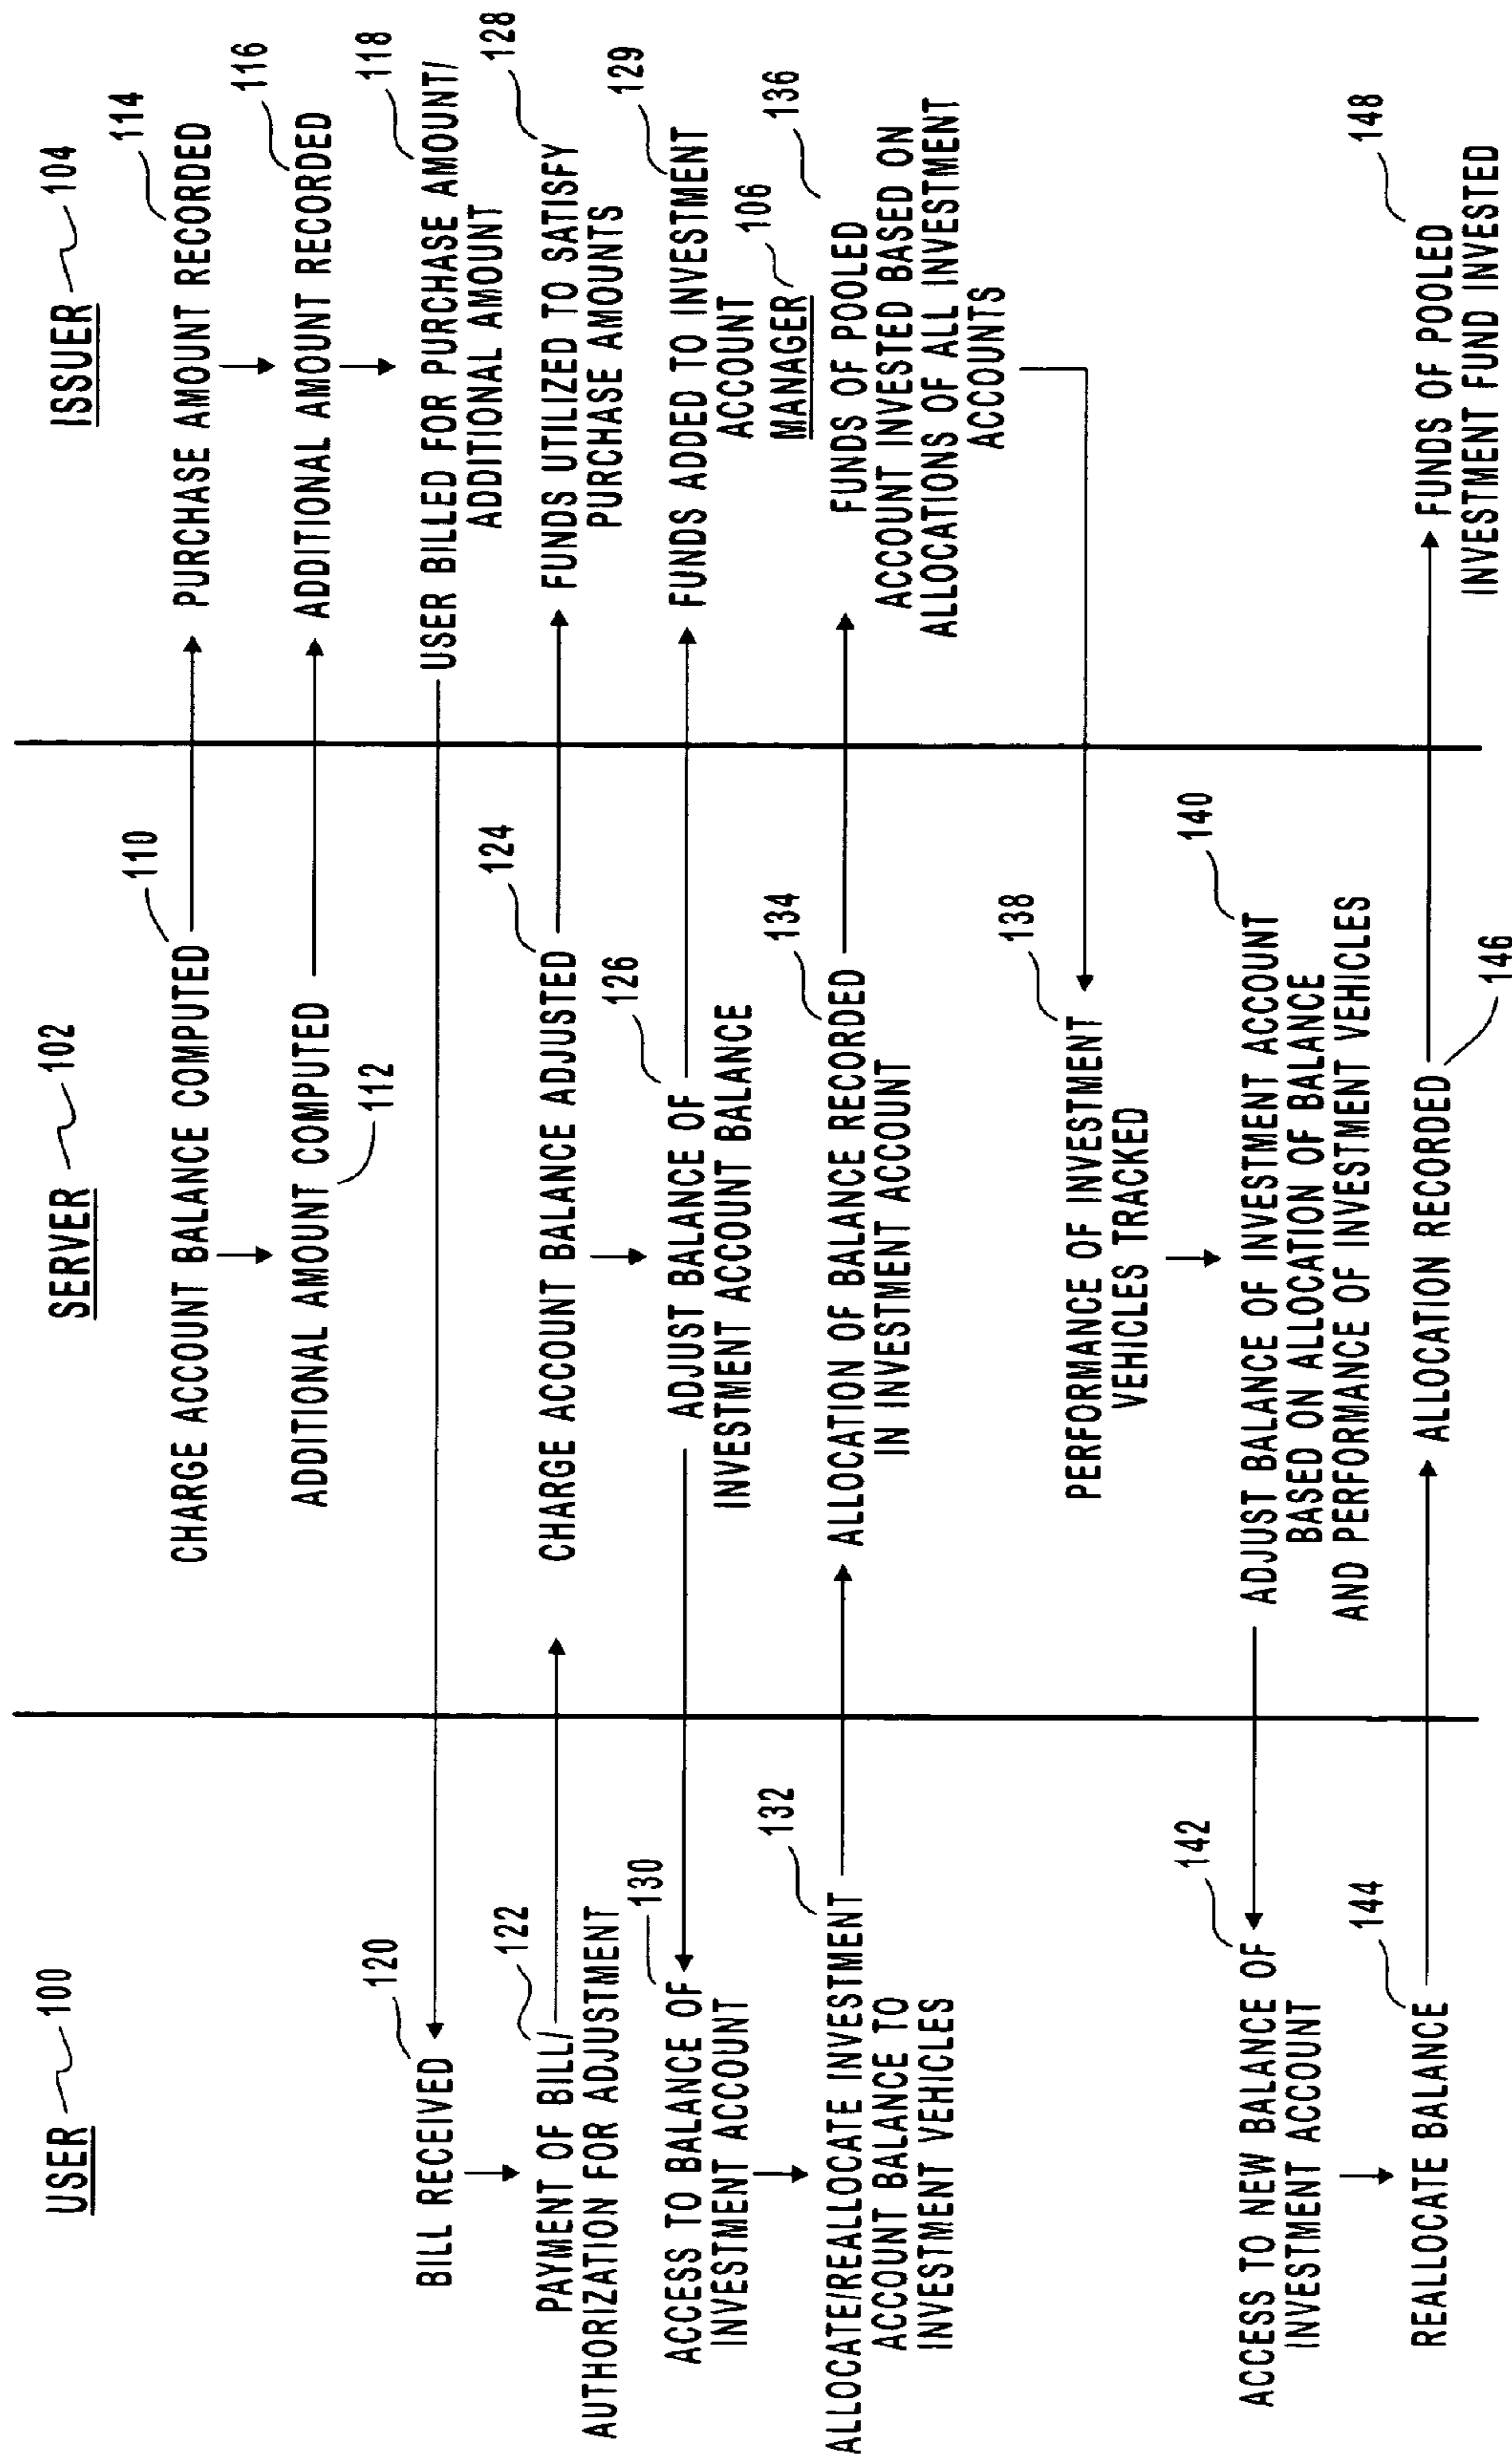 USER 100
SERVER 102
ISSUER 104
110
CHARGE ACCOUNT BALANCE COMPUTED
114
PURCHASE AMOUNT RECORDED
ADDITIONAL AMOUNT COMPUTED
112
116
ADDITIONAL AMOUNT RECORDED
118
USER BILLED FOR PURCHASE AMOUNT/
ADDITIONAL AMOUNT
120
BILL RECEIVED
122
PAYMENT OF BILL/
AUTHORIZATION FOR ADJUSTMENT
124
CHARGE ACCOUNT BALANCE ADJUSTED
128
FUNDS UTILIZED TO SATISFY
PURCHASE AMOUNTS
126
ADJUST BALANCE OF
INVESTMENT ACCOUNT BALANCE
129
FUNDS ADDED TO INVESTMENT
ACCOUNT
130
ACCESS TO BALANCE OF
INVESTMENT ACCOUNT
132
ALLOCATE/REALLOCATE INVESTMENT
ACCOUNT BALANCE TO
INVESTMENT VEHICLES
134
ALLOCATION OF BALANCE RECORDED
IN INVESTMENT ACCOUNT
MANAGER 106
136
FUNDS OF POOLED
ACCOUNT INVESTED BASED ON
ALLOCATIONS OF ALL INVESTMENT
ACCOUNTS
138
PERFORMANCE OF INVESTMENT
VEHICLES TRACKED
140
ADJUST BALANCE OF INVESTMENT ACCOUNT
BASED ON ALLOCATION OF BALANCE
AND PERFORMANCE OF INVESTMENT VEHICLES
142
ACCESS TO NEW BALANCE OF
INVESTMENT ACCOUNT
144
REALLOCATE BALANCE
ALLOCATION RECORDED
146
148
FUNDS OF POOLED
INVESTMENT FUND INVESTED